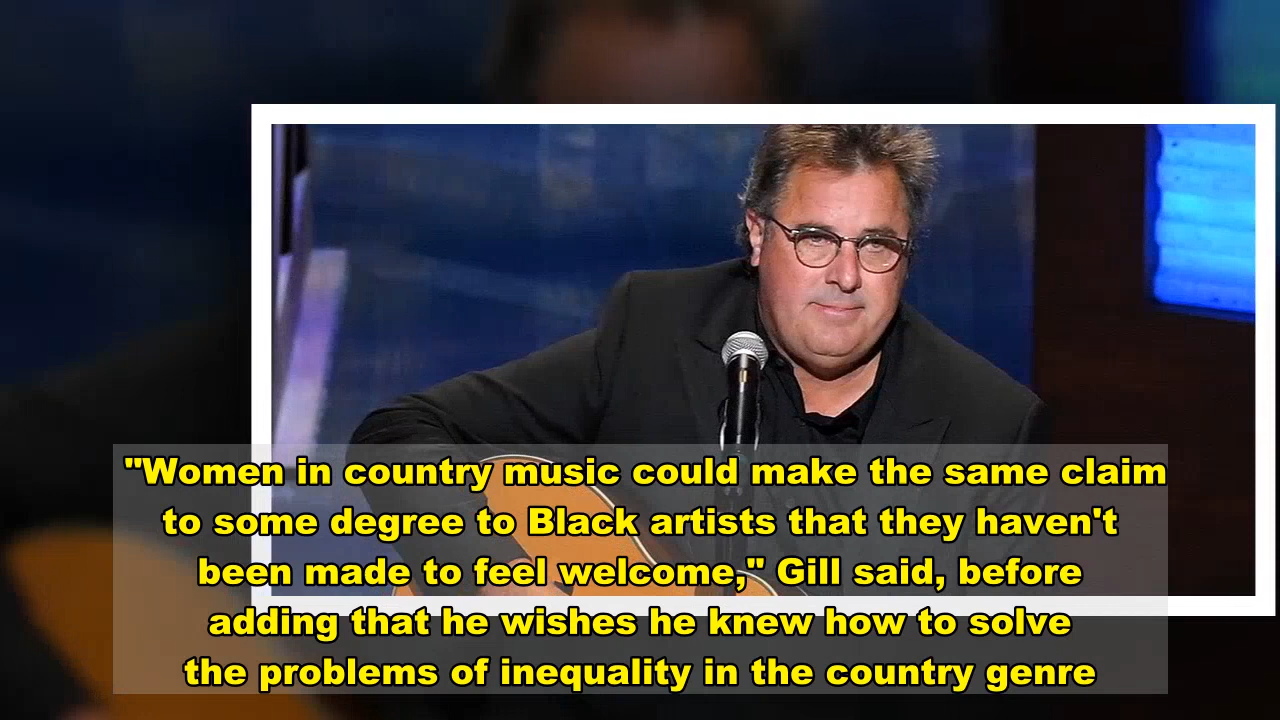 "Women in country music could make the same claim
to some degree to Black artists that they haven't
been made to feel welcome," Gill said, before
adding that he wishes he knew how to solve
the problems of inequality in the country genre